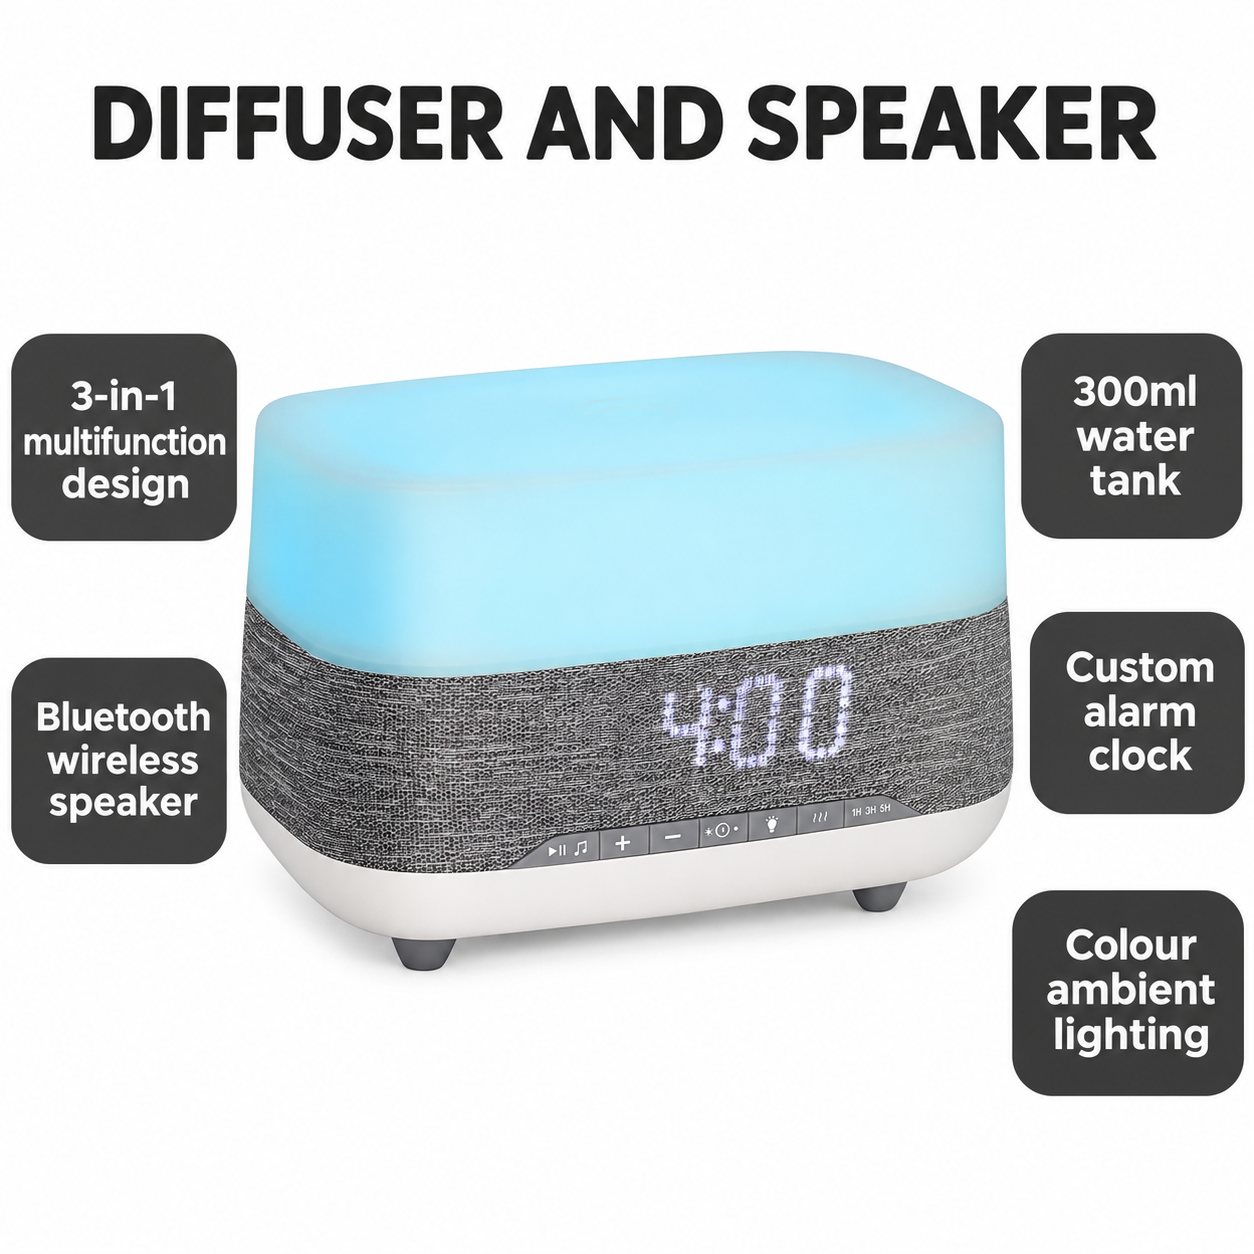 DIFFUSER AND SPEAKER
3-in-1
multifunction
design
Bluetooth
wireless
speaker
300ml
water
tank
Custom
alarm
clock
Colour
ambient
lighting
4:00
+ −
1H 3H 5H